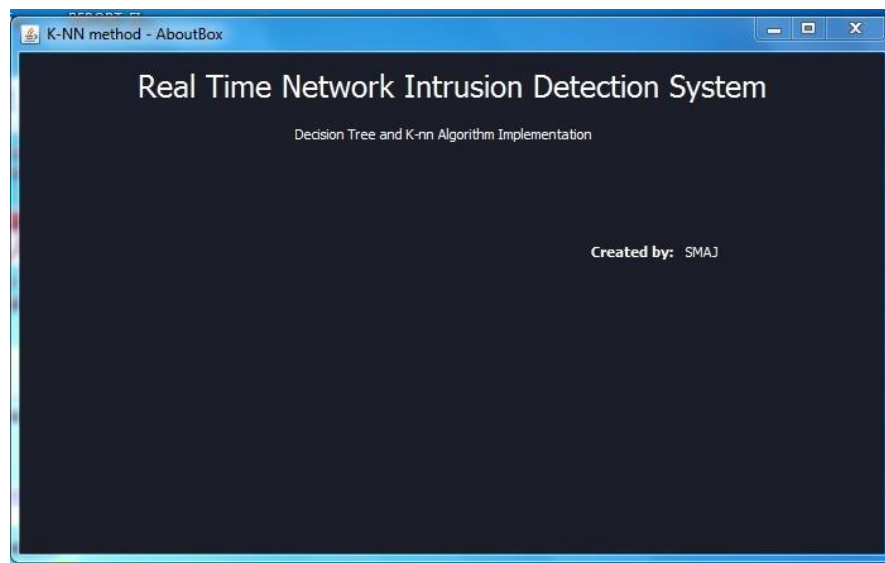 K-NN method - AboutBox
Real Time Network Intrusion Detection System
Decision Tree and K-nn Algorithm Implementation
Created by: SMAJ